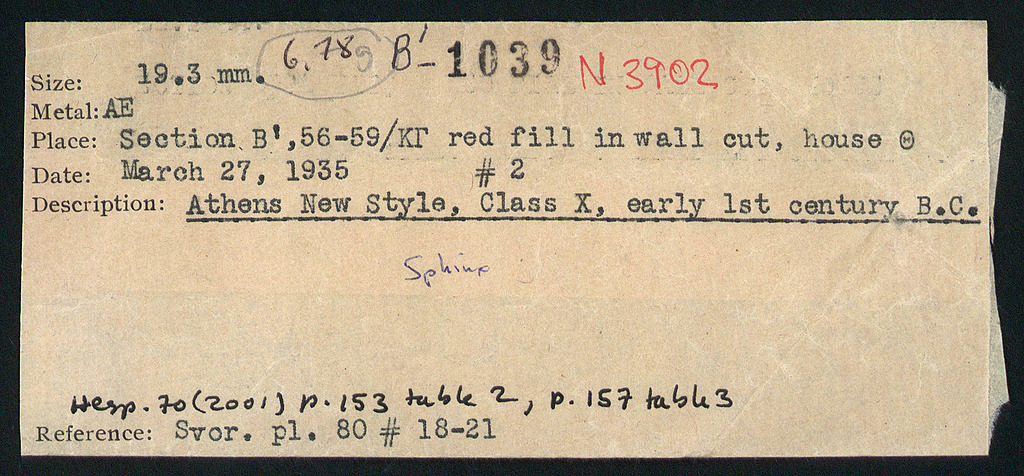 6.78g B'-1039 N 3902
Size: 19.3 mm.
Metal: AE
Place: Section B',56-59/ΚΓ red fill in wall cut, house Θ
Date: March 27, 1935 # 2
Description: Athens New Style, Class X, early 1st century B.C.
Sphinx
Hesp. 70 (2001) p. 153 table 2, p. 157 table 3
Reference: Svor. pl. 80 # 18-21